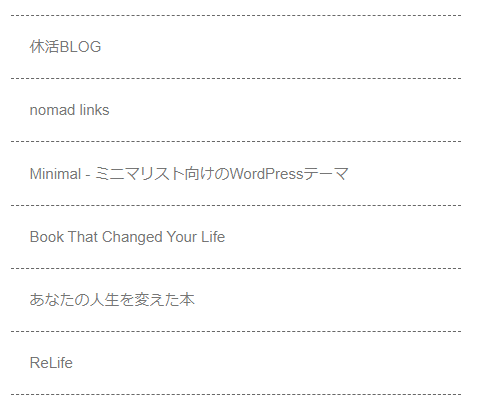 休活BLOG
nomad links
Minimal - ミニマリスト向けのWordPressテーマ
Book That Changed Your Life
あなたの人生を変えた本
ReLife